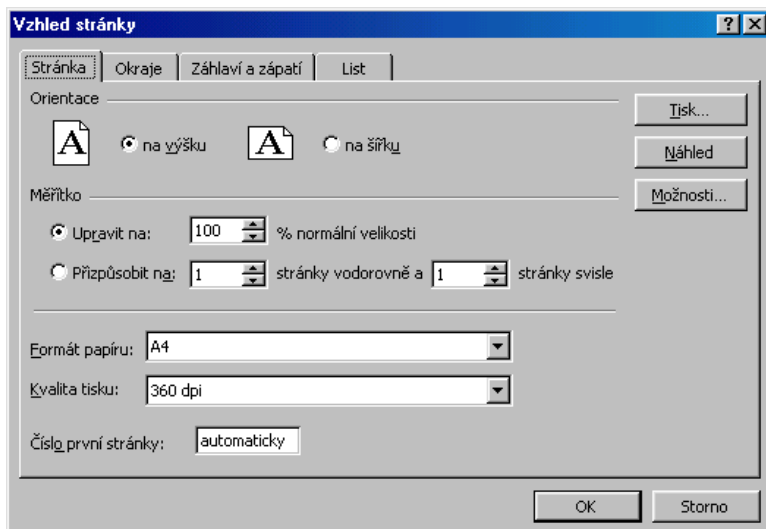 Vzhled stránky
Stránka Okraje Záhlaví a zápatí List
Orientace
A na výšku A na šířku
Tisk...
Náhled
Možnosti...
Měřítko
Upravit na: 100 % normální velikosti
Přizpůsobit na: 1 stránky vodorovně a 1 stránky svisle
Formát papíru: A4
Kvalita tisku: 360 dpi
Číslo první stránky: automaticky
OK Storno